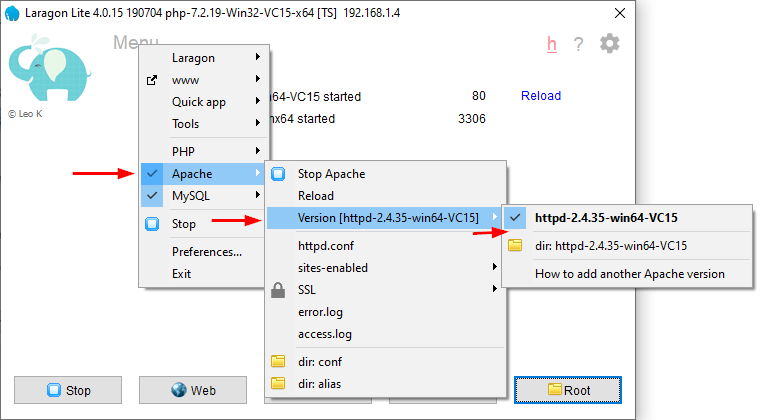 Laragon Lite 4.0.15 190704 php-7.2.19-Win32-VC15-x64 [TS] 192.168.1.4
Menu
h ?
© Leo K
Laragon
www
Quick app
Tools
PHP
Apache
MySQL
Stop
Preferences...
Exit
64-VC15 started 80 Reload
x64 started 3306
Stop Apache
Reload
Version [httpd-2.4.35-win64-VC15]
httpd.conf
sites-enabled
SSL
error.log
access.log
dir: conf
dir: alias
httpd-2.4.35-win64-VC15
dir: httpd-2.4.35-win64-VC15
How to add another Apache version
Stop
Web
Root